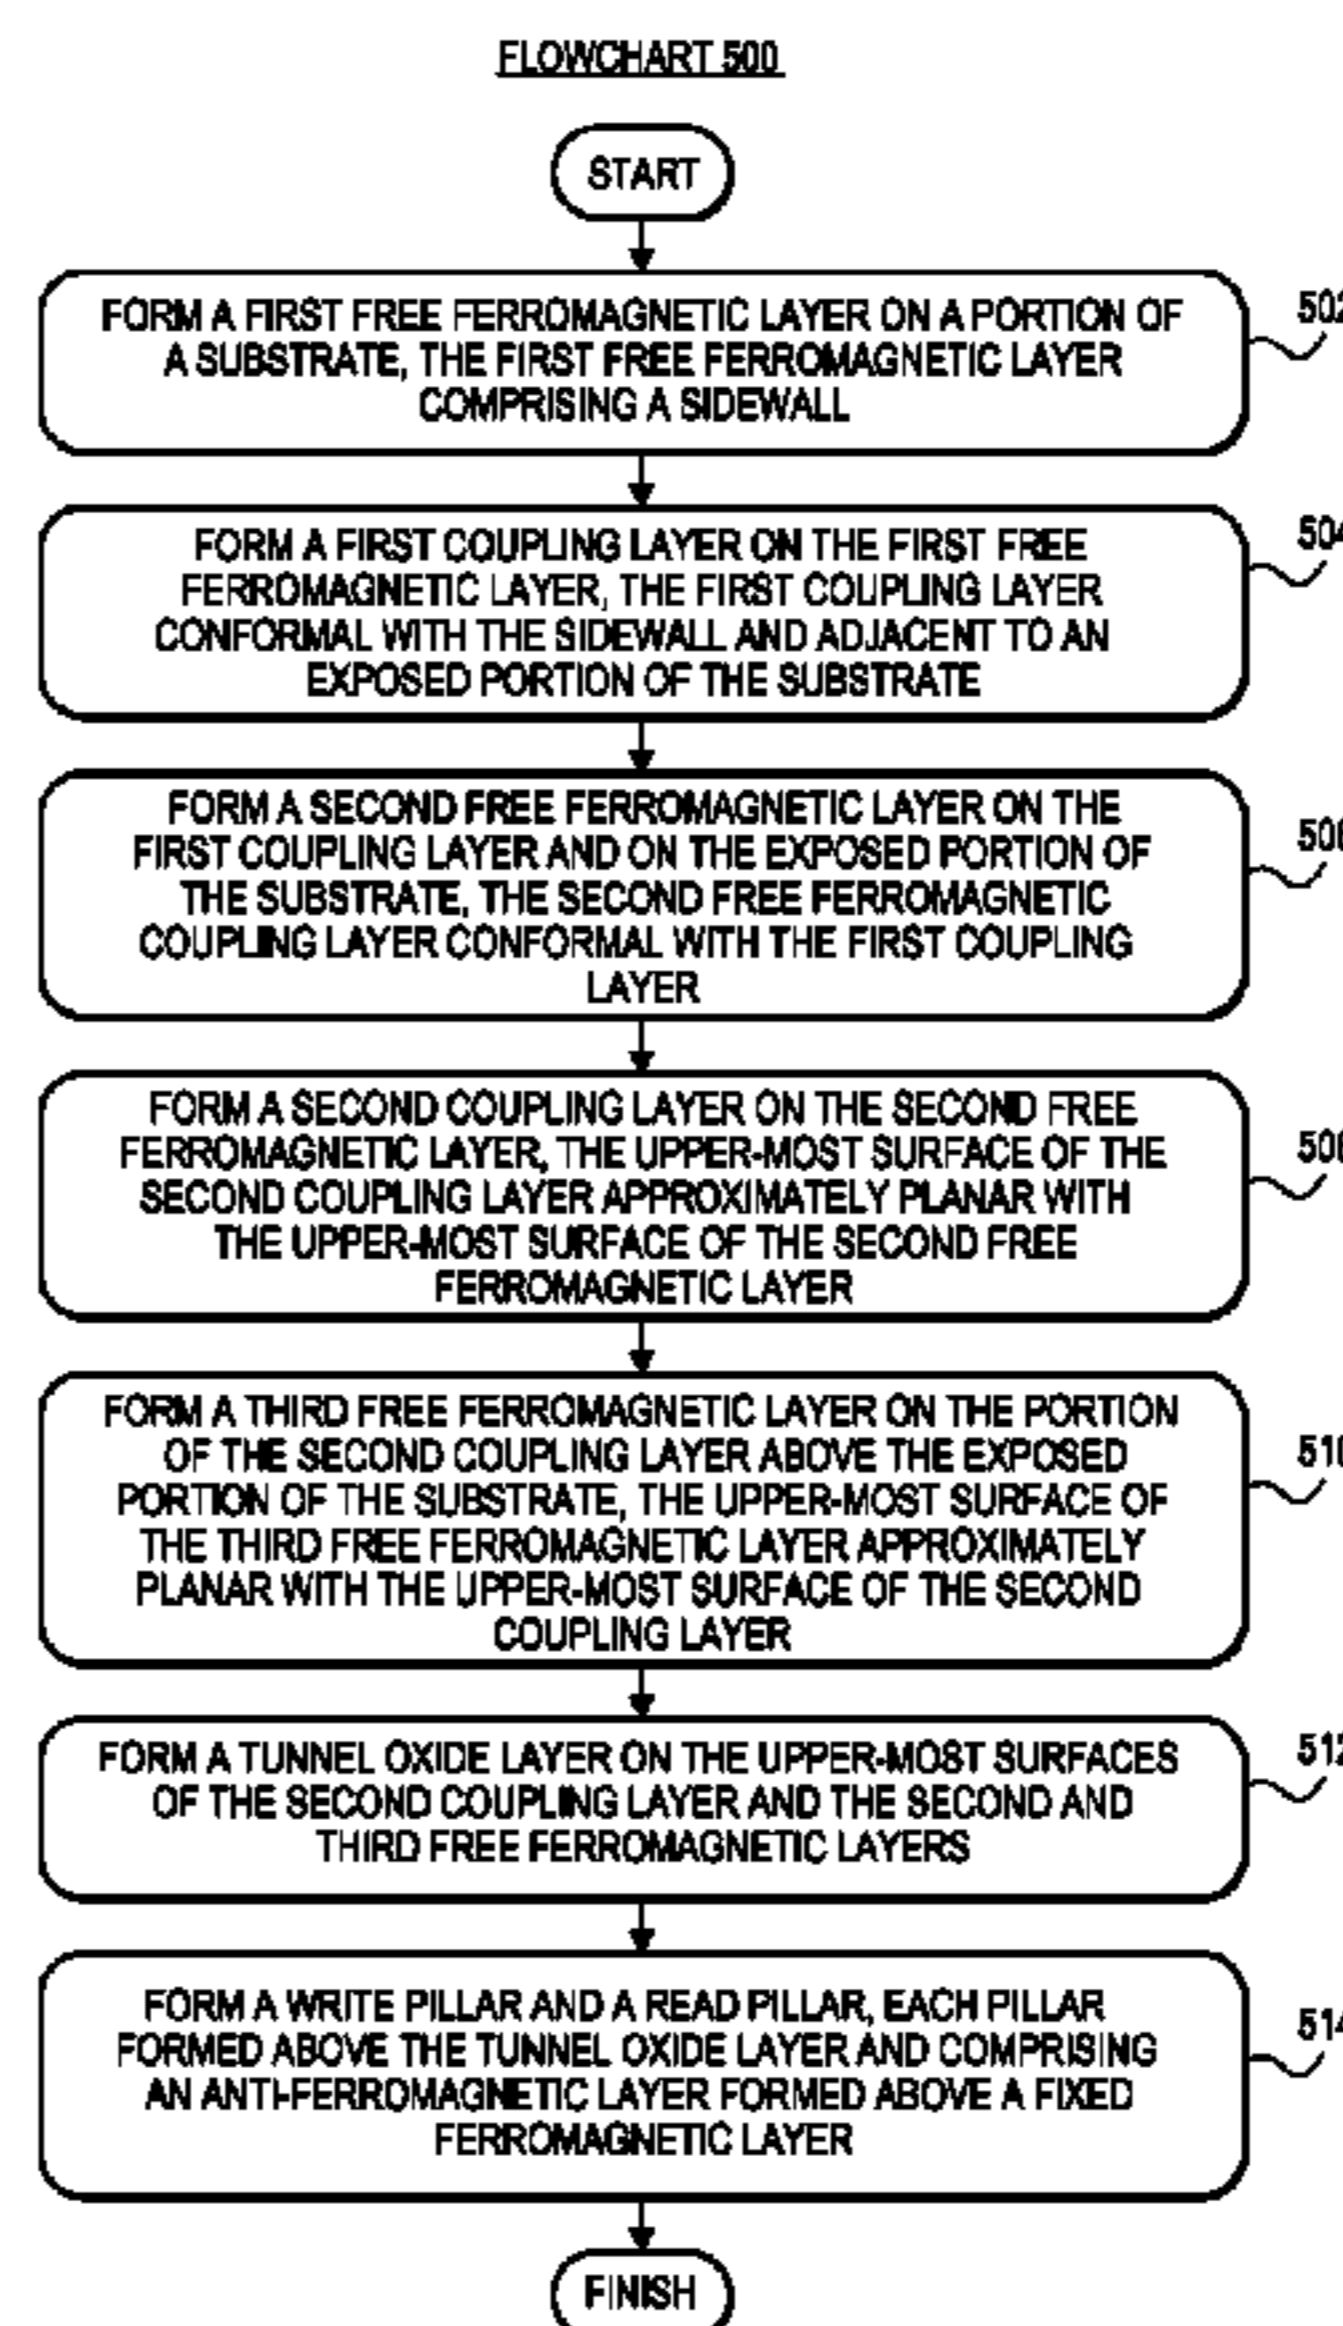 FLOWCHART 500
START
FORM A FIRST FREE FERROMAGNETIC LAYER ON A PORTION OF
A SUBSTRATE, THE FIRST FREE FERROMAGNETIC LAYER
COMPRISING A SIDEWALL
502
FORM A FIRST COUPLING LAYER ON THE FIRST FREE
FERROMAGNETIC LAYER, THE FIRST COUPLING LAYER
CONFORMAL WITH THE SIDEWALL AND ADJACENT TO AN
EXPOSED PORTION OF THE SUBSTRATE
504
FORM A SECOND FREE FERROMAGNETIC LAYER ON THE
FIRST COUPLING LAYER AND ON THE EXPOSED PORTION OF
THE SUBSTRATE, THE SECOND FREE FERROMAGNETIC
COUPLING LAYER CONFORMAL WITH THE FIRST COUPLING
LAYER
506
FORM A SECOND COUPLING LAYER ON THE SECOND FREE
FERROMAGNETIC LAYER, THE UPPER-MOST SURFACE OF THE
SECOND COUPLING LAYER APPROXIMATELY PLANAR WITH
THE UPPER-MOST SURFACE OF THE SECOND FREE
FERROMAGNETIC LAYER
508
FORM A THIRD FREE FERROMAGNETIC LAYER ON THE PORTION
OF THE SECOND COUPLING LAYER ABOVE THE EXPOSED
PORTION OF THE SUBSTRATE, THE UPPER-MOST SURFACE OF
THE THIRD FREE FERROMAGNETIC LAYER APPROXIMATELY
PLANAR WITH THE UPPER-MOST SURFACE OF THE SECOND
COUPLING LAYER
510
FORM A TUNNEL OXIDE LAYER ON THE UPPER-MOST SURFACES
OF THE SECOND COUPLING LAYER AND THE SECOND AND
THIRD FREE FERROMAGNETIC LAYERS
512
FORM A WRITE PILLAR AND A READ PILLAR, EACH PILLAR
FORMED ABOVE THE TUNNEL OXIDE LAYER AND COMPRISING
AN ANTI-FERROMAGNETIC LAYER FORMED ABOVE A FIXED
FERROMAGNETIC LAYER
514
FINISH